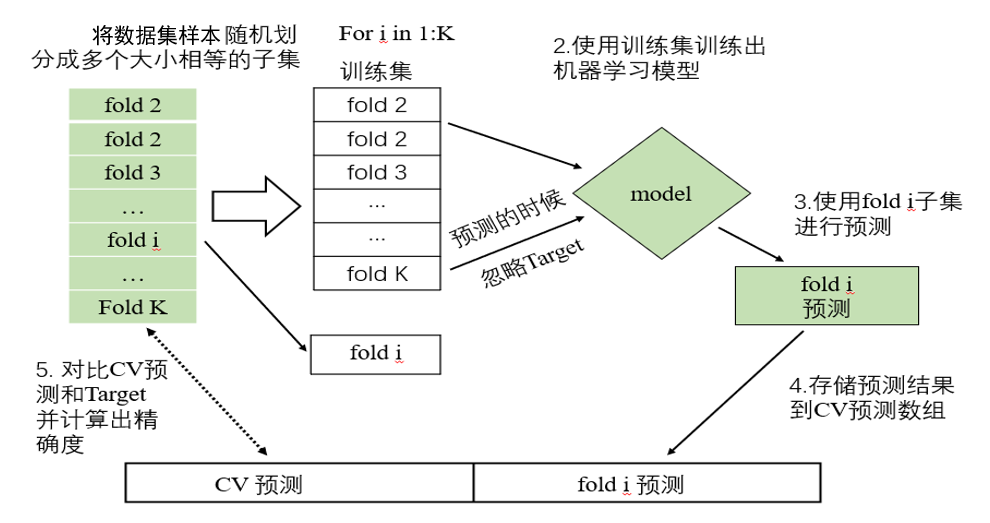 将数据集样本 随机划
分成多个大小相等的子集
fold 2
fold 2
fold 3
…
fold i
…
Fold K
For i in 1:K
训练集
fold 2
fold 2
fold 3
…
…
fold K
fold i
预测的时候
忽略Target
2.使用训练集训练出
机器学习模型
model
3.使用fold i子集
进行预测
fold i
预测
4.存储预测结果
到CV预测数组
5. 对比CV预
测和Target
并计算出精
确度
CV 预测
fold i 预测